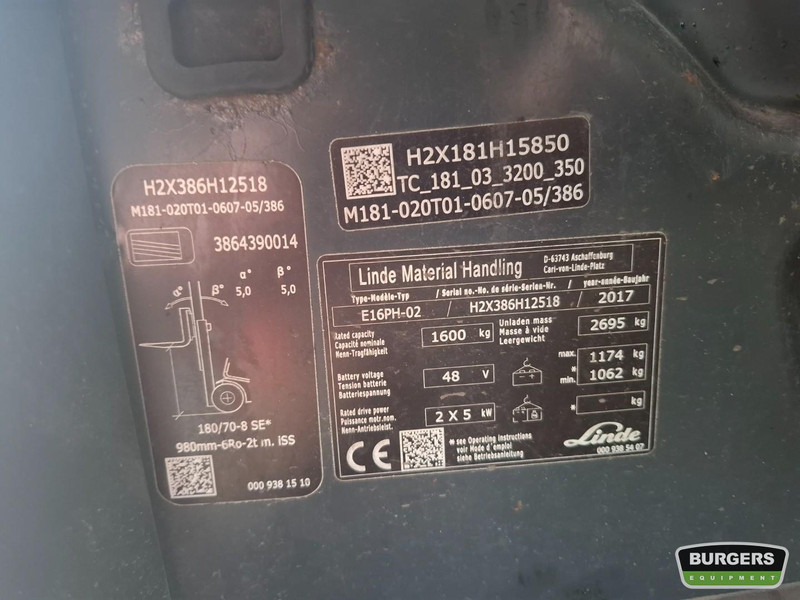 H2X181H15850
TC_181_03_3200_350
M181-020T01-0607-05/386
H2X386H12518
M181-020T01-0607-05/386
3864390014
α° β°
5,0 5,0
α° β°
180/70-8 SE*
980mm-6Ro-2t m. ISS
000 938 15 10
Linde Material Handling
D-63743 Aschaffenburg
Carl-von-Linde-Platz
Type-Modèle-Typ / Serial no.-No. de série-Serien-Nr. / year-année-Baujahr
E16PH-02 / H2X386H12518 / 2017
Rated capacity
Capacité nominale
Nenn-Tragfähigkeit
1600 kg
Unladen mass
Masse à vide
Leergewicht
2695 kg
Battery voltage
Tension batterie
Batteriespannung
48 V
max. 1174 kg
* min. 1062 kg
Rated drive power
Puissance motr.nom.
Nenn-Antriebsleist.
2 X 5 kW
* kg
CE
* see Operating instructions
voir Mode d'emploi
siehe Betriebsanleitung
Linde
000 938 54 07
BURGERS
EQUIPMENT